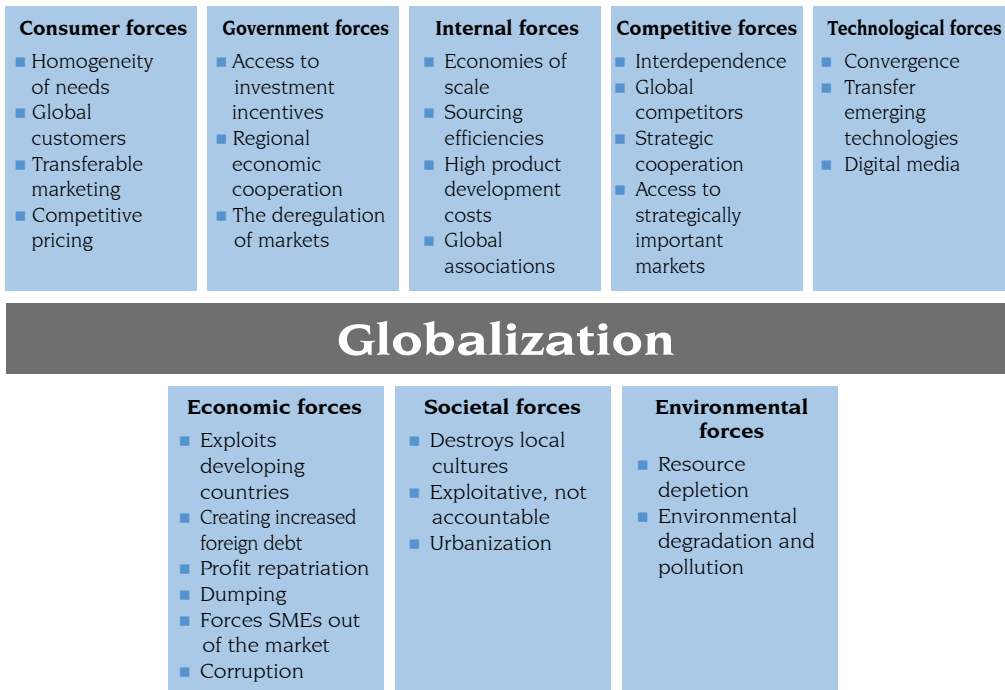 Consumer forces
Homogeneity
of needs
Global
customers
Transferable
marketing
Competitive
pricing
Government forces
Access to
investment
incentives
Regional
economic
cooperation
The deregulation
of markets
Internal forces
Economies of
scale
Sourcing
efficiencies
High product
development
costs
Global
associations
Competitive forces
Interdependence
Global
competitors
Strategic
cooperation
Access to
strategically
important
markets
Technological forces
Convergence
Transfer
emerging
technologies
Digital media
Globalization
Economic forces
Exploits
developing
countries
Creating increased
foreign debt
Profit repatriation
Dumping
Forces SMEs out
of the market
Corruption
Societal forces
Destroys local
cultures
Exploitative, not
accountable
Urbanization
Environmental
forces
Resource
depletion
Environmental
degradation and
pollution